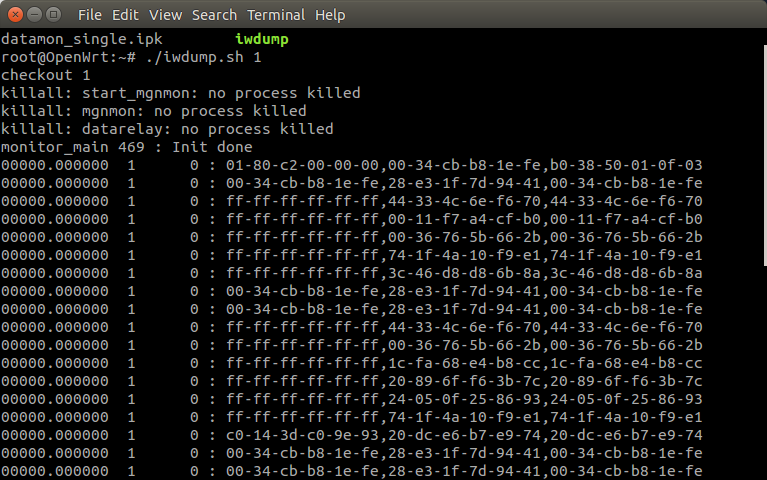 File Edit View Search Terminal Help
datamon_single.ipk        iwdump
root@OpenWrt:~# ./iwdump.sh 1
checkout 1
killall: start_mgnmon: no process killed
killall: mgnmon: no process killed
killall: datarelay: no process killed
monitor_main 469 : Init done
00000.000000  1      0 : 01-80-c2-00-00-00,00-34-cb-b8-1e-fe,b0-38-50-01-0f-03
00000.000000  1      0 : 00-34-cb-b8-1e-fe,28-e3-1f-7d-94-41,00-34-cb-b8-1e-fe
00000.000000  1      0 : ff-ff-ff-ff-ff-ff,44-33-4c-6e-f6-70,44-33-4c-6e-f6-70
00000.000000  1      0 : ff-ff-ff-ff-ff-ff,00-11-f7-a4-cf-b0,00-11-f7-a4-cf-b0
00000.000000  1      0 : ff-ff-ff-ff-ff-ff,00-36-76-5b-66-2b,00-36-76-5b-66-2b
00000.000000  1      0 : ff-ff-ff-ff-ff-ff,74-1f-4a-10-f9-e1,74-1f-4a-10-f9-e1
00000.000000  1      0 : ff-ff-ff-ff-ff-ff,3c-46-d8-d8-6b-8a,3c-46-d8-d8-6b-8a
00000.000000  1      0 : 00-34-cb-b8-1e-fe,28-e3-1f-7d-94-41,00-34-cb-b8-1e-fe
00000.000000  1      0 : 00-34-cb-b8-1e-fe,28-e3-1f-7d-94-41,00-34-cb-b8-1e-fe
00000.000000  1      0 : ff-ff-ff-ff-ff-ff,44-33-4c-6e-f6-70,44-33-4c-6e-f6-70
00000.000000  1      0 : ff-ff-ff-ff-ff-ff,00-36-76-5b-66-2b,00-36-76-5b-66-2b
00000.000000  1      0 : ff-ff-ff-ff-ff-ff,1c-fa-68-e4-b8-cc,1c-fa-68-e4-b8-cc
00000.000000  1      0 : ff-ff-ff-ff-ff-ff,20-89-6f-f6-3b-7c,20-89-6f-f6-3b-7c
00000.000000  1      0 : ff-ff-ff-ff-ff-ff,24-05-0f-25-86-93,24-05-0f-25-86-93
00000.000000  1      0 : ff-ff-ff-ff-ff-ff,74-1f-4a-10-f9-e1,74-1f-4a-10-f9-e1
00000.000000  1      0 : c0-14-3d-c0-9e-93,20-dc-e6-b7-e9-74,20-dc-e6-b7-e9-74
00000.000000  1      0 : 00-34-cb-b8-1e-fe,28-e3-1f-7d-94-41,00-34-cb-b8-1e-fe
00000.000000  1      0 : 00-34-cb-b8-1e-fe,28-e3-1f-7d-94-41,00-34-cb-b8-1e-fe